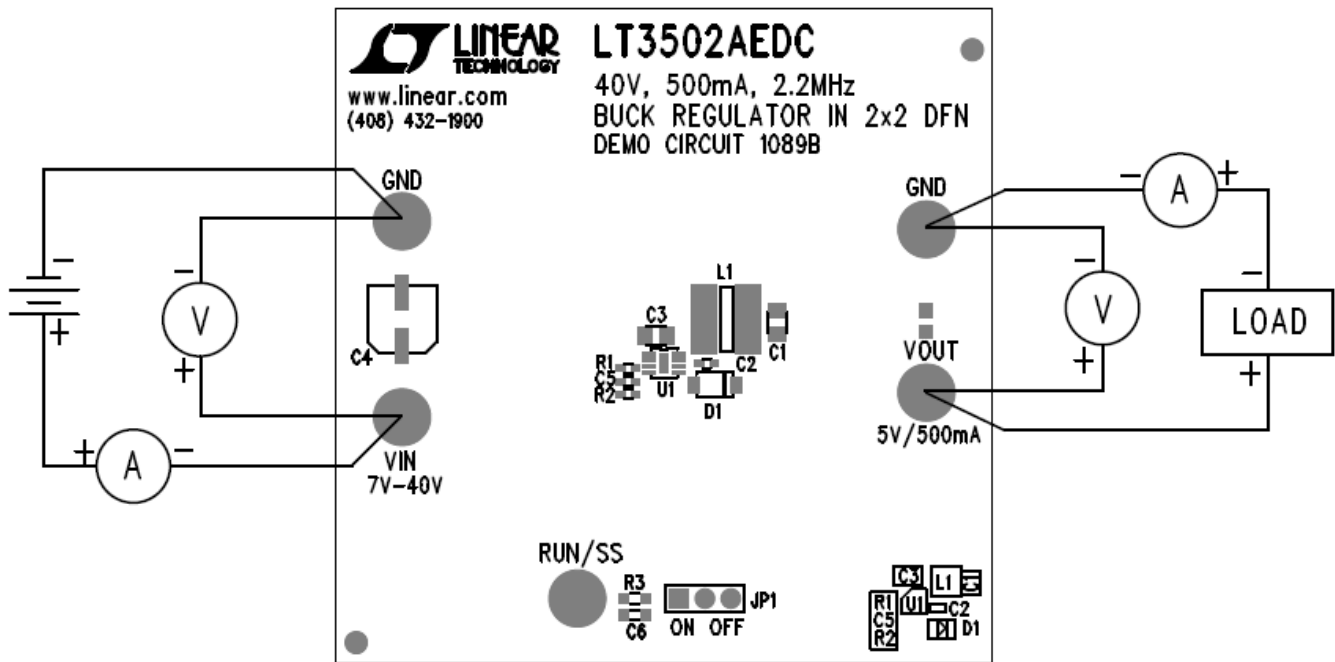 LINEAR
TECHNOLOGY
www.linear.com
(408) 432-1900
LT3502AEDC
40V, 500mA, 2.2MHz
BUCK REGULATOR IN 2x2 DFN
DEMO CIRCUIT 1089B
GND
GND
- A +
-
-
-
-
L1
V
C3
V
LOAD
+
C4
C1
VOUT
+
R1
C2
+
+
C5
U1
R2
D1
5V/500mA
+ A -
VIN
7V-40V
RUN/SS
R3
JP1
C6
ON OFF
C3
L1
C1
R1
U1
C2
C5
D1
R2